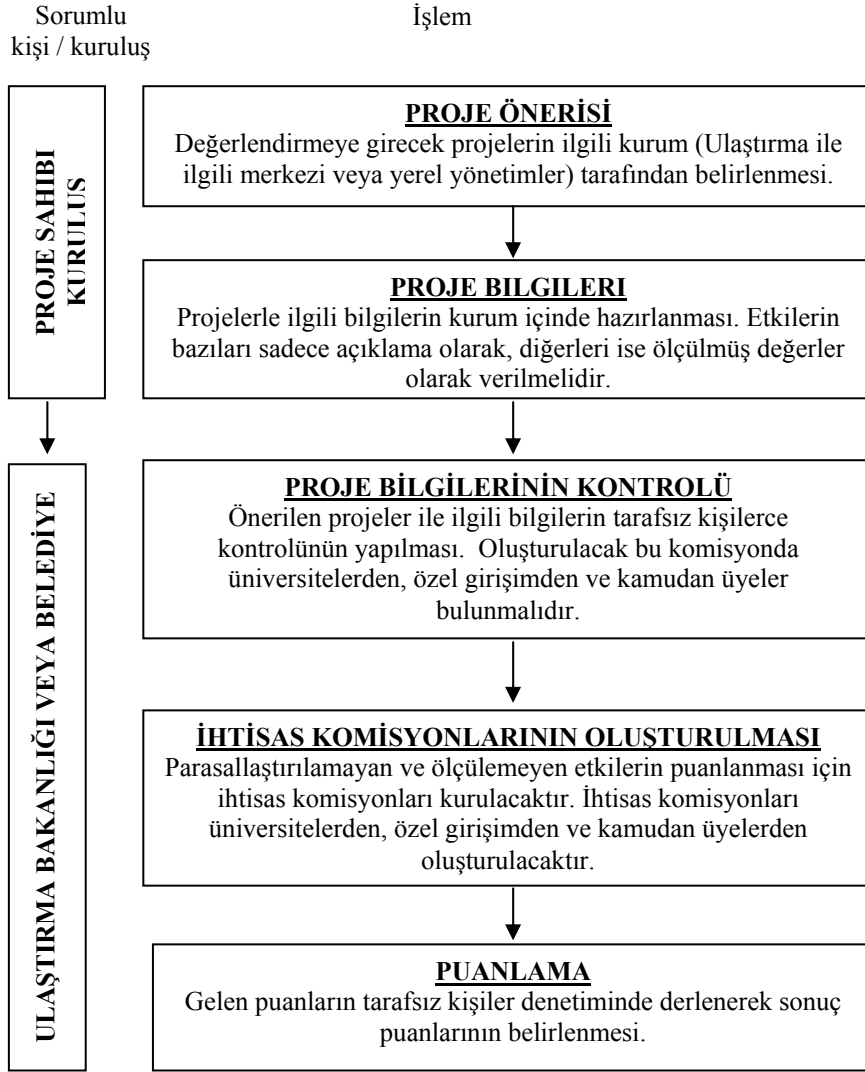 Sorumlu
kişi / kuruluş
İşlem
PROJE SAHIBI
KURULUS
PROJE ÖNERİSİ
Değerlendirmeye girecek projelerin ilgili kurum (Ulaştırma ile
ilgili merkezi veya yerel yönetimler) tarafından belirlenmesi.
PROJE BILGILERI
Projelerle ilgili bilgilerin kurum içinde hazırlanması. Etkilerin
bazıları sadece açıklama olarak, diğerleri ise ölçülmüş değerler
olarak verilmelidir.
ULAŞTIRMA BAKANLIĞI VEYA BELEDİYE
PROJE BİLGİLERİNİN KONTROLÜ
Önerilen projeler ile ilgili bilgilerin tarafsız kişilerce
kontrolünün yapılması.  Oluşturulacak bu komisyonda
üniversitelerden, özel girişimden ve kamudan üyeler
bulunmalıdır.
İHTİSAS KOMİSYONLARININ OLUŞTURULMASI
Parasallaştırılamayan ve ölçülemeyen etkilerin puanlanması için
ihtisas komisyonları kurulacaktır. İhtisas komisyonları
üniversitelerden, özel girişimden ve kamudan üyelerden
oluşturulacaktır.
PUANLAMA
Gelen puanların tarafsız kişiler denetiminde derlenerek sonuç
puanlarının belirlenmesi.